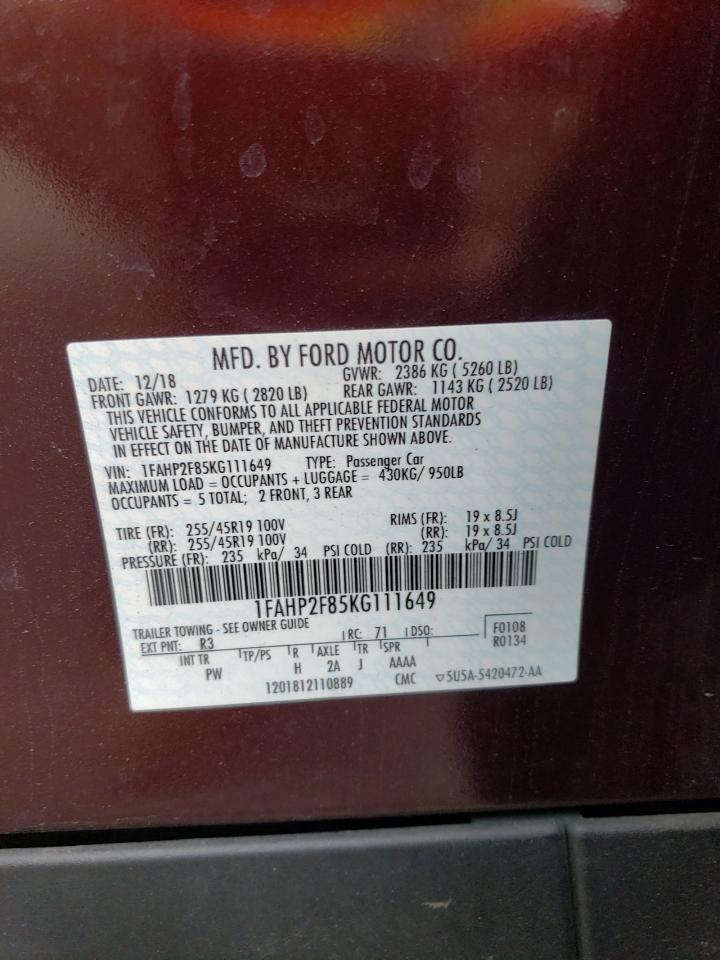 MFD. BY FORD MOTOR CO.
DATE: 12/18 GVWR: 2386 KG ( 5260 LB)
FRONT GAWR: 1279 KG ( 2820 LB) REAR GAWR: 1143 KG ( 2520 LB)
THIS VEHICLE CONFORMS TO ALL APPLICABLE FEDERAL MOTOR
VEHICLE SAFETY, BUMPER, AND THEFT PREVENTION STANDARDS
IN EFFECT ON THE DATE OF MANUFACTURE SHOWN ABOVE.
VIN: 1FAHP2F85KG111649 TYPE: Passenger Car
MAXIMUM LOAD = OCCUPANTS + LUGGAGE = 430KG/ 950LB
OCCUPANTS = 5 TOTAL; 2 FRONT, 3 REAR
TIRE (FR): 255/45R19 100V RIMS (FR): 19 x 8.5J
(RR): 255/45R19 100V (RR): 19 x 8.5J
PRESSURE (FR): 235 kPa/ 34 PSI COLD (RR): 235 kPa/ 34 PSI COLD
1FAHP2F85KG111649
TRAILER TOWING - SEE OWNER GUIDE
EXT PNT: R3 RC: 71 DSO: F0108
R0134
INT TR TP/PS R AXLE TR SPR
PW H 2A J AAAA
1201812110889 CMC ▽5U5A-5420472-AA